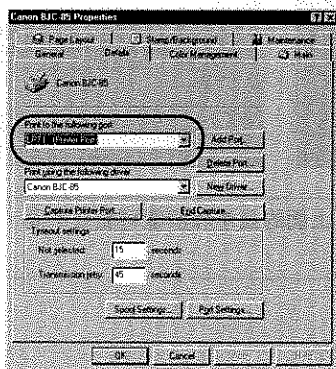 Canon BJC-85 Properties
Page Layout Stamp/Background Maintenance
General Details Color Management Main
Canon BJC-85
Print to the following port:
Printer Port
Add Port...
Delete Port...
Print using the following driver:
Canon BJC-85
New Driver...
Capture Printer Port...
End Capture...
Timeout settings
Not selected: 15 seconds
Transmission retry: 45 seconds
Spool Settings...
Port Settings...
OK
Cancel